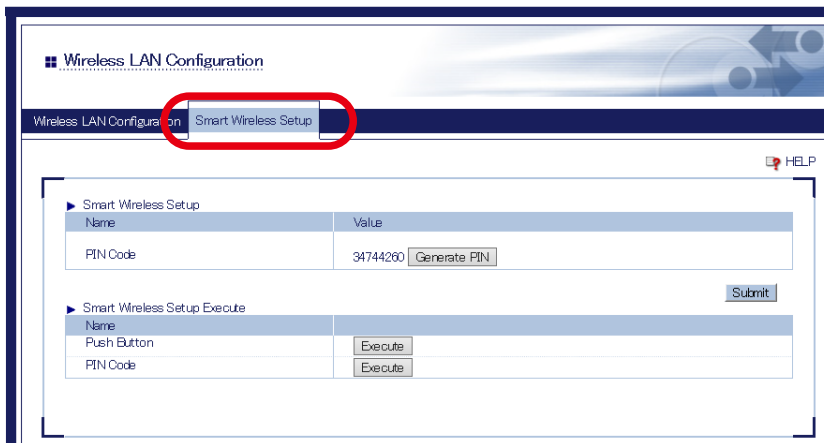 Wireless LAN Configuration
Wireless LAN Configuration Smart Wireless Setup
HELP
Smart Wireless Setup
Name Value
PIN Code 34744260 Generate PIN
Submit
Smart Wireless Setup Execute
Name
Push Button Execute
PIN Code Execute